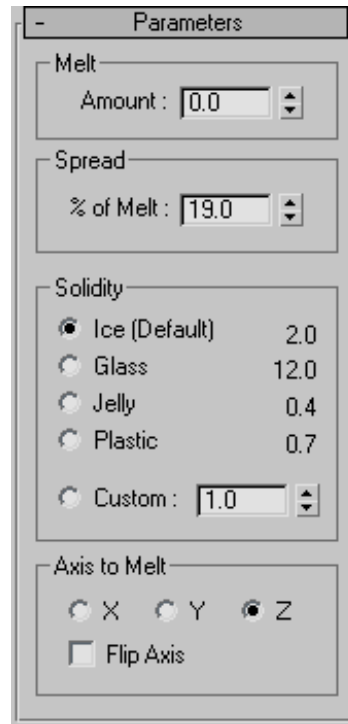 - Parameters
Melt
Amount : 0.0
Spread
% of Melt : 19.0
Solidity
Ice (Default) 2.0
Glass 12.0
Jelly 0.4
Plastic 0.7
Custom : 1.0
Axis to Melt
X Y Z
Flip Axis